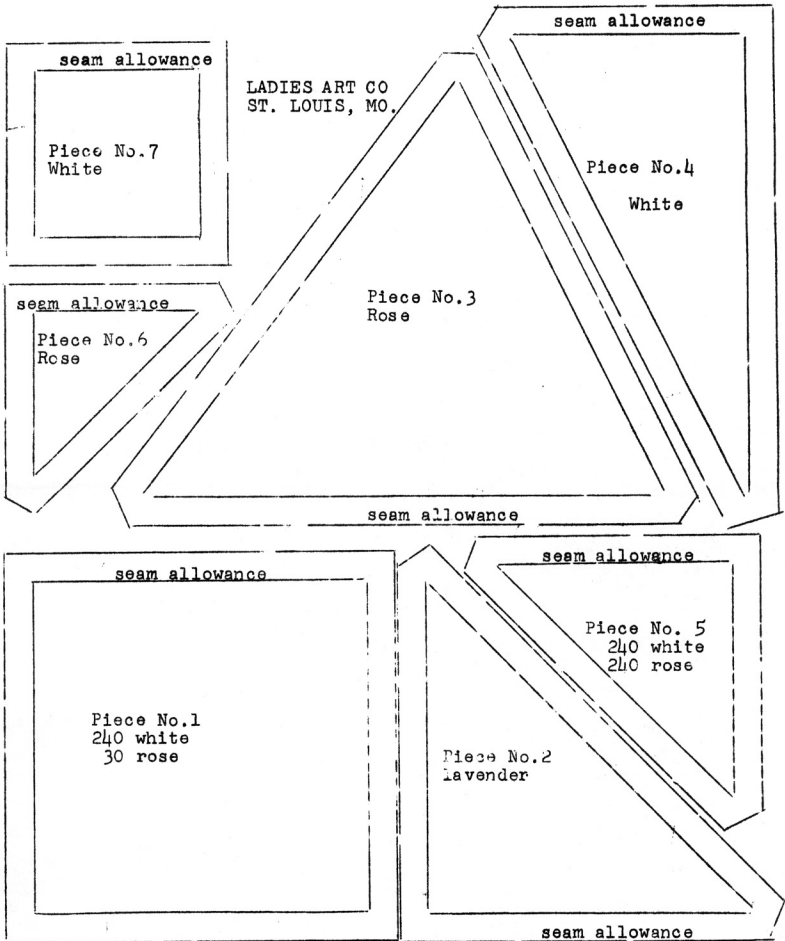 seam allowance
seam allowance
LADIES ART CO
ST. LOUIS, MO.
Piece No.7
White
Piece No.4
White
seam allowance
Piece No.6
Rose
Piece No.3
Rose
seam allowance
seam allowance
seam allowance
Piece No. 5
240 white
240 rose
Piece No.1
240 white
30 rose
Piece No.2
lavender
seam allowance